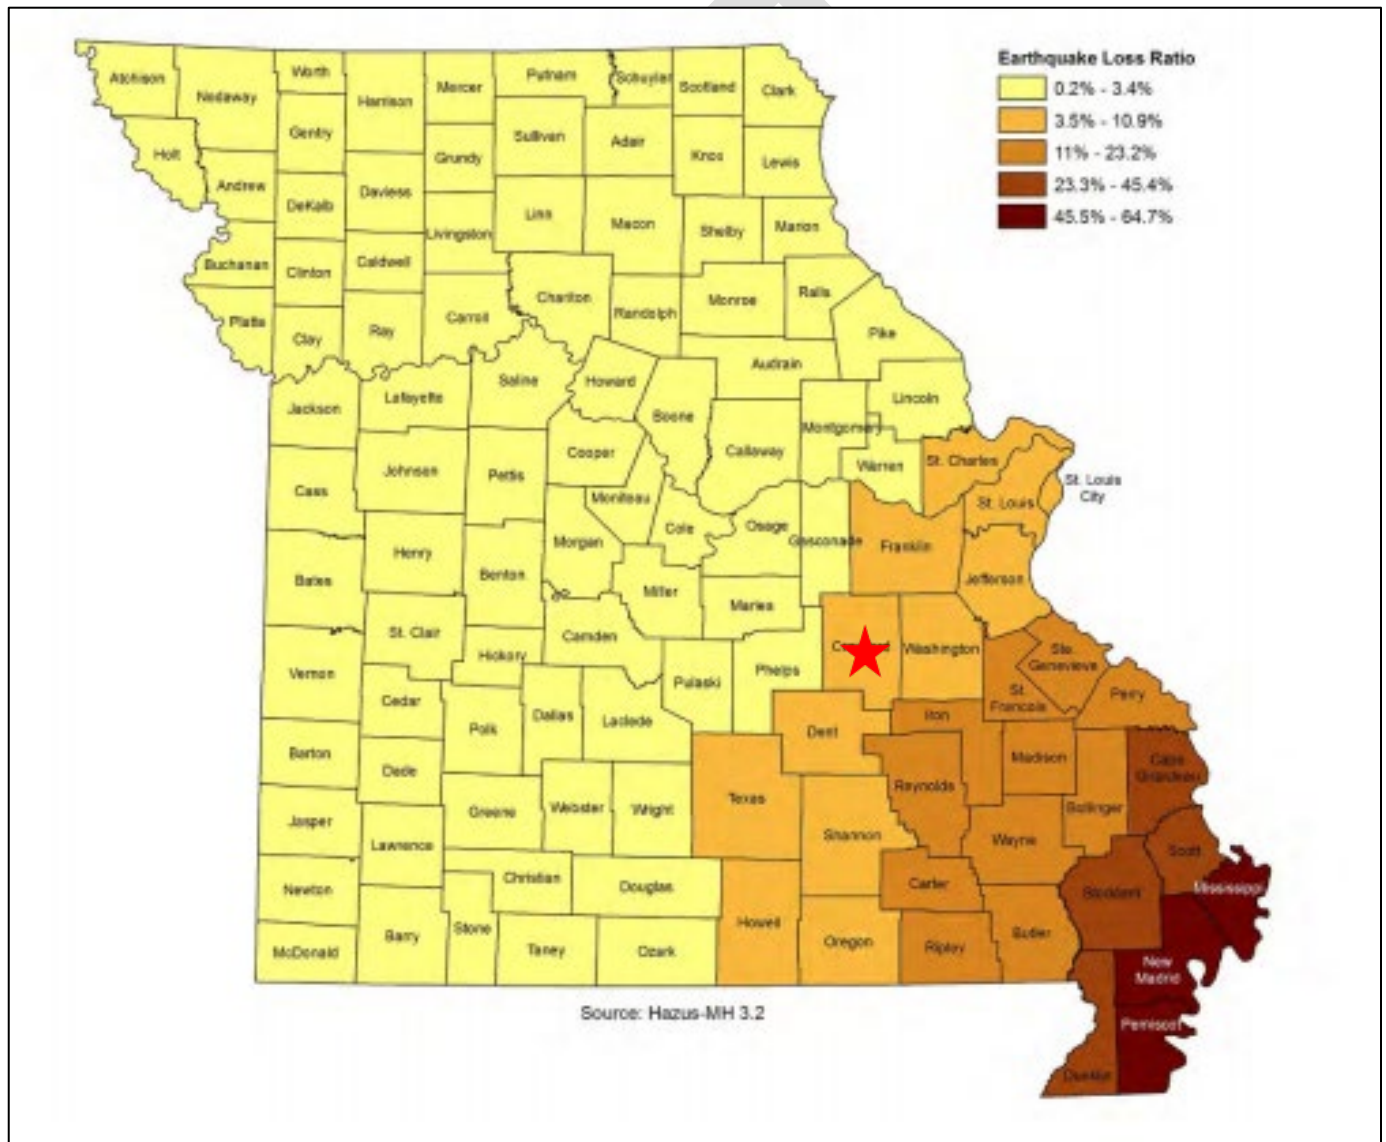 Earthquake Loss Ratio
0.2% - 3.4%
3.5% - 10.9%
11% - 23.2%
23.3% - 45.4%
45.5% - 64.7%
Atchison
Nodaway
Worth
Harrison
Mercer
Putnam
Schuyler
Scotland
Clark
Holt
Gentry
Grundy
Sullivan
Adair
Knox
Lewis
Andrew
DeKalb
Daviess
Livingston
Linn
Macon
Shelby
Marion
Buchanan
Clinton
Caldwell
Chariton
Randolph
Monroe
Ralls
Platte
Clay
Ray
Carroll
Audrain
Pike
Jackson
Lafayette
Saline
Howard
Boone
Callaway
Montgomery
Lincoln
Warren
St. Charles
St. Louis
St. Louis
City
Cass
Johnson
Pettis
Cooper
Moniteau
Cole
Osage
Gasconade
Franklin
Jefferson
Bates
Henry
Benton
Morgan
Miller
Maries
St. Clair
Hickory
Camden
Pulaski
Phelps
Washington
Ste.
Genevieve
St.
Francois
Perry
Vernon
Cedar
Polk
Dallas
Laclede
Dent
Iron
Madison
Cape
Girardeau
Barton
Dade
Greene
Webster
Wright
Texas
Shannon
Reynolds
Bollinger
Wayne
Scott
Mississippi
Jasper
Lawrence
Christian
Douglas
Carter
Stoddard
Newton
Barry
Stone
Taney
Ozark
Howell
Oregon
Ripley
Butler
New
Madrid
McDonald
Pemiscot
Dunklin
Source: Hazus-MH 3.2